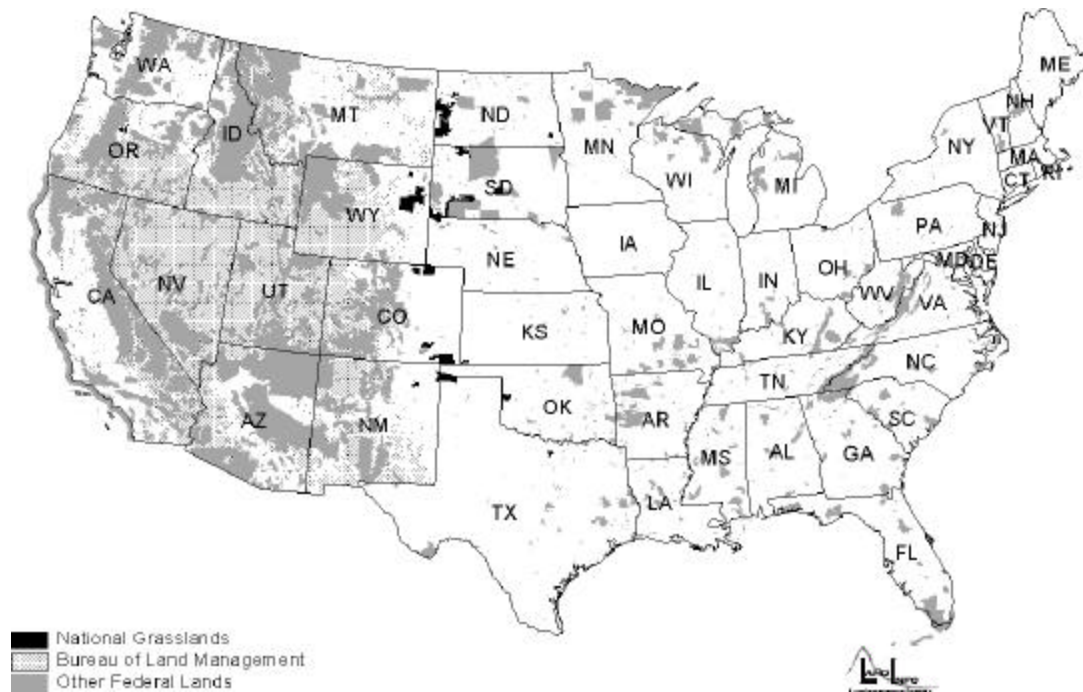 WA
ME
MT
ND
NH
VT
MN
ID
OR
NY
MA
WI
SD
MI
CT
RI
WY
PA
IA
NJ
NE
OH
MD
DE
IL
IN
NV
WV
UT
CA
VA
CO
MO
KS
KY
NC
TN
OK
AR
SC
AZ
NM
MS
AL
GA
LA
TX
FL
National Grasslands
Bureau of Land Management
Other Federal Lands